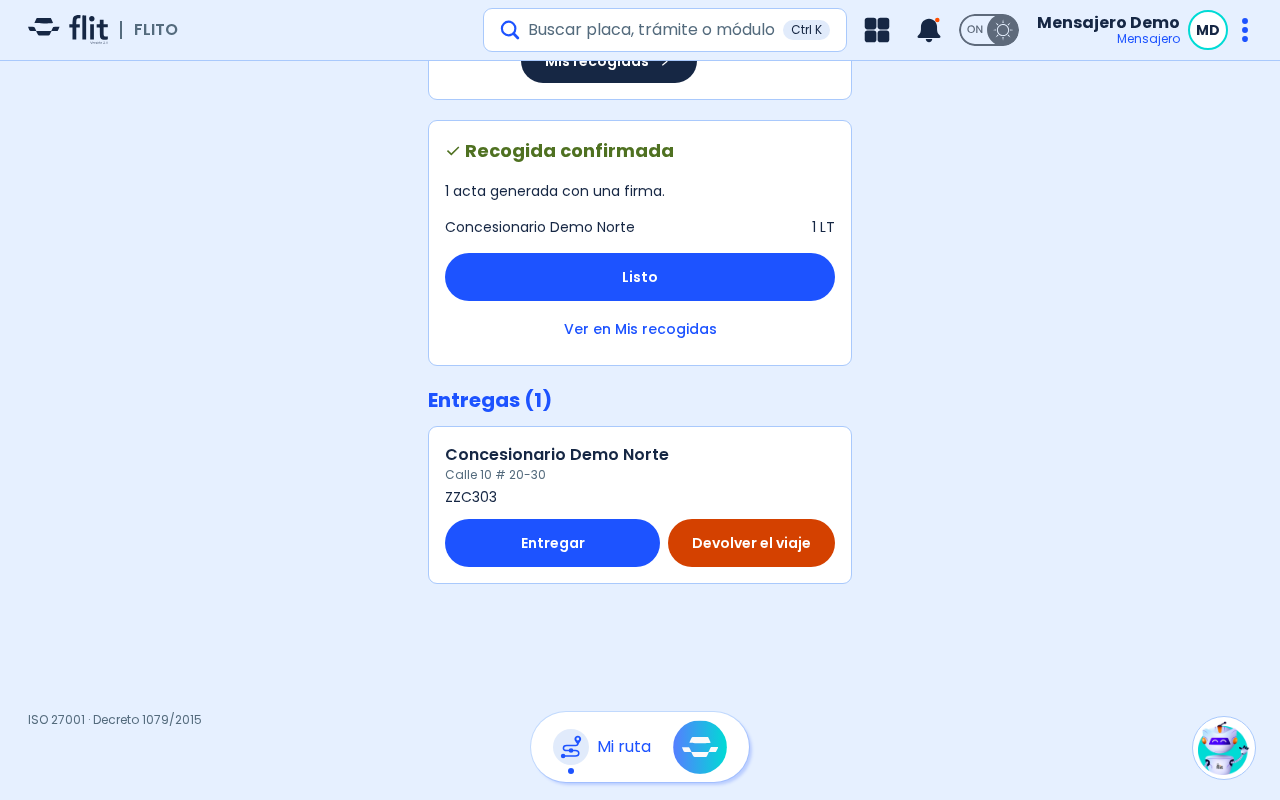 flit
FLITO
Buscar placa, trámite o módulo
Ctrl K
ON
Mensajero Demo
Mensajero
MD
Mis recogidas
Recogida confirmada
1 acta generada con una firma.
Concesionario Demo Norte
1 LT
Listo
Ver en Mis recogidas
Entregas (1)
Concesionario Demo Norte
Calle 10 # 20-30
ZZC303
Entregar
Devolver el viaje
ISO 27001 · Decreto 1079/2015
Mi ruta